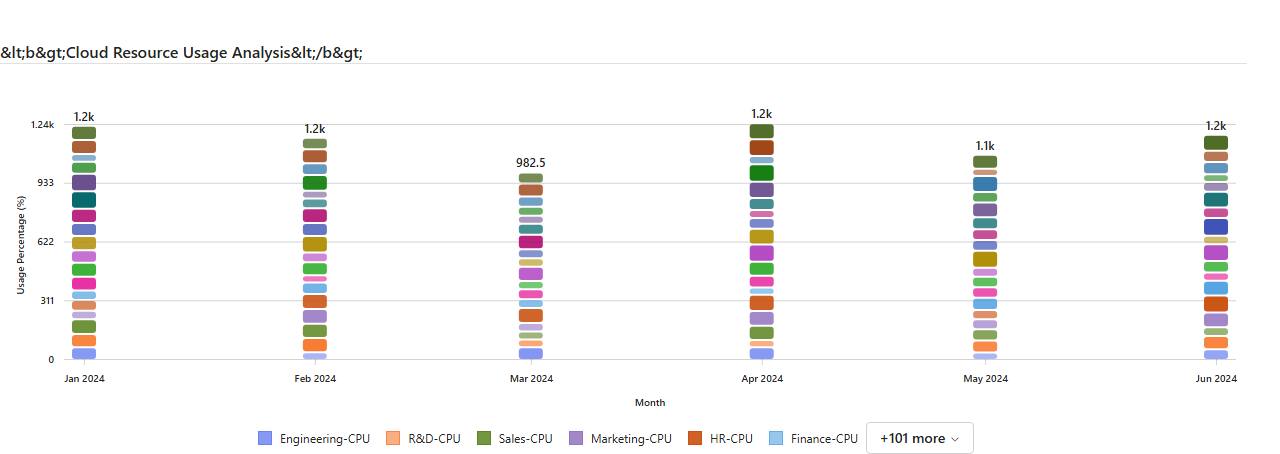 &lt;b&gt;Cloud Resource Usage Analysis&lt;/b&gt;
1.2k
1.2k
982.5
1.2k
1.1k
1.2k
Usage Percentage (%)
1.24k
933
622
311
0
Jan 2024 Feb 2024 Mar 2024 Apr 2024 May 2024 Jun 2024
Month
Engineering-CPU R&D-CPU Sales-CPU Marketing-CPU HR-CPU Finance-CPU +101 more